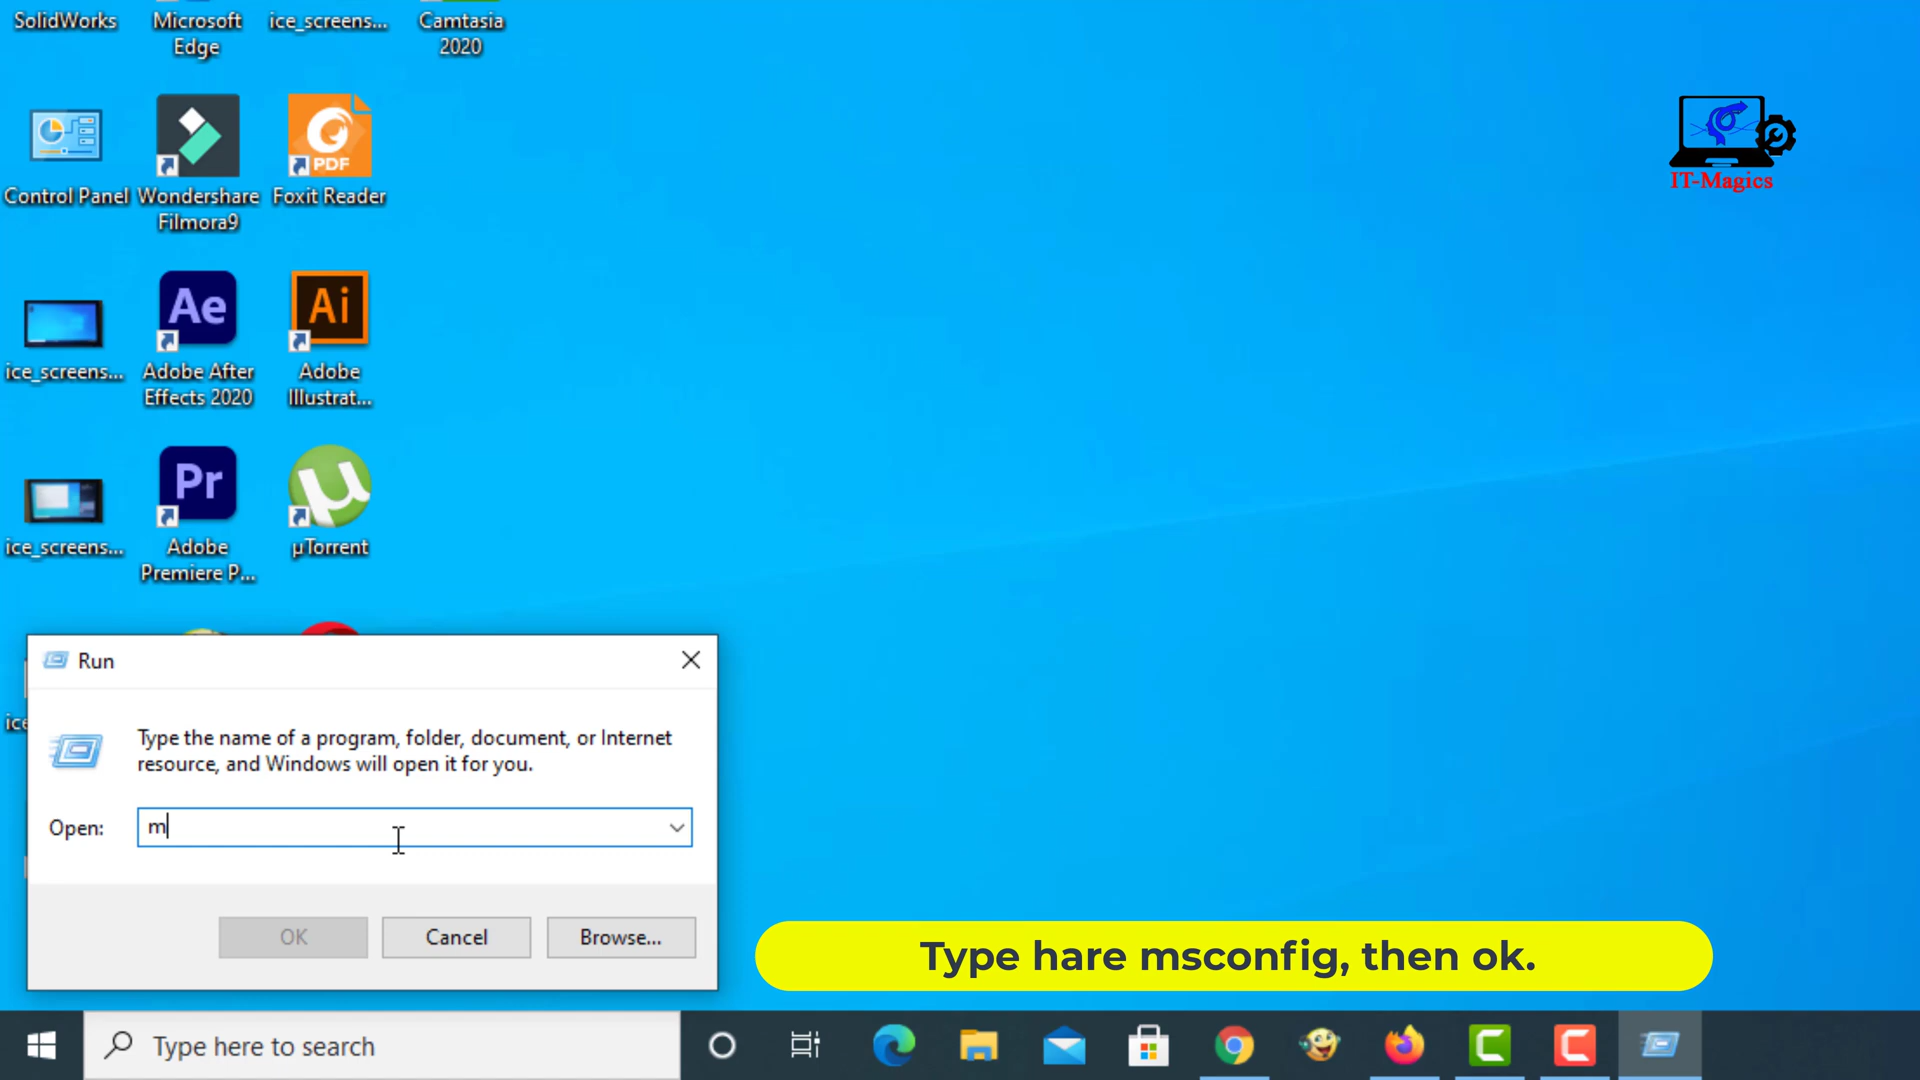 SolidWorks
Microsoft
Edge
ice_screens...
Camtasia
2020
Control Panel
Wondershare
Filmora9
PDF
Foxit Reader
IT-Magics
ice_screens...
Ae
Adobe After
Effects 2020
Ai
Adobe
Illustrat...
ice_screens...
Pr
Adobe
Premiere P...
µ
µTorrent
ice
Run
Type the name of a program, folder, document, or Internet
resource, and Windows will open it for you.
Open:
m
OK
Cancel
Browse...
Type hare msconfig, then ok.
Type here to search